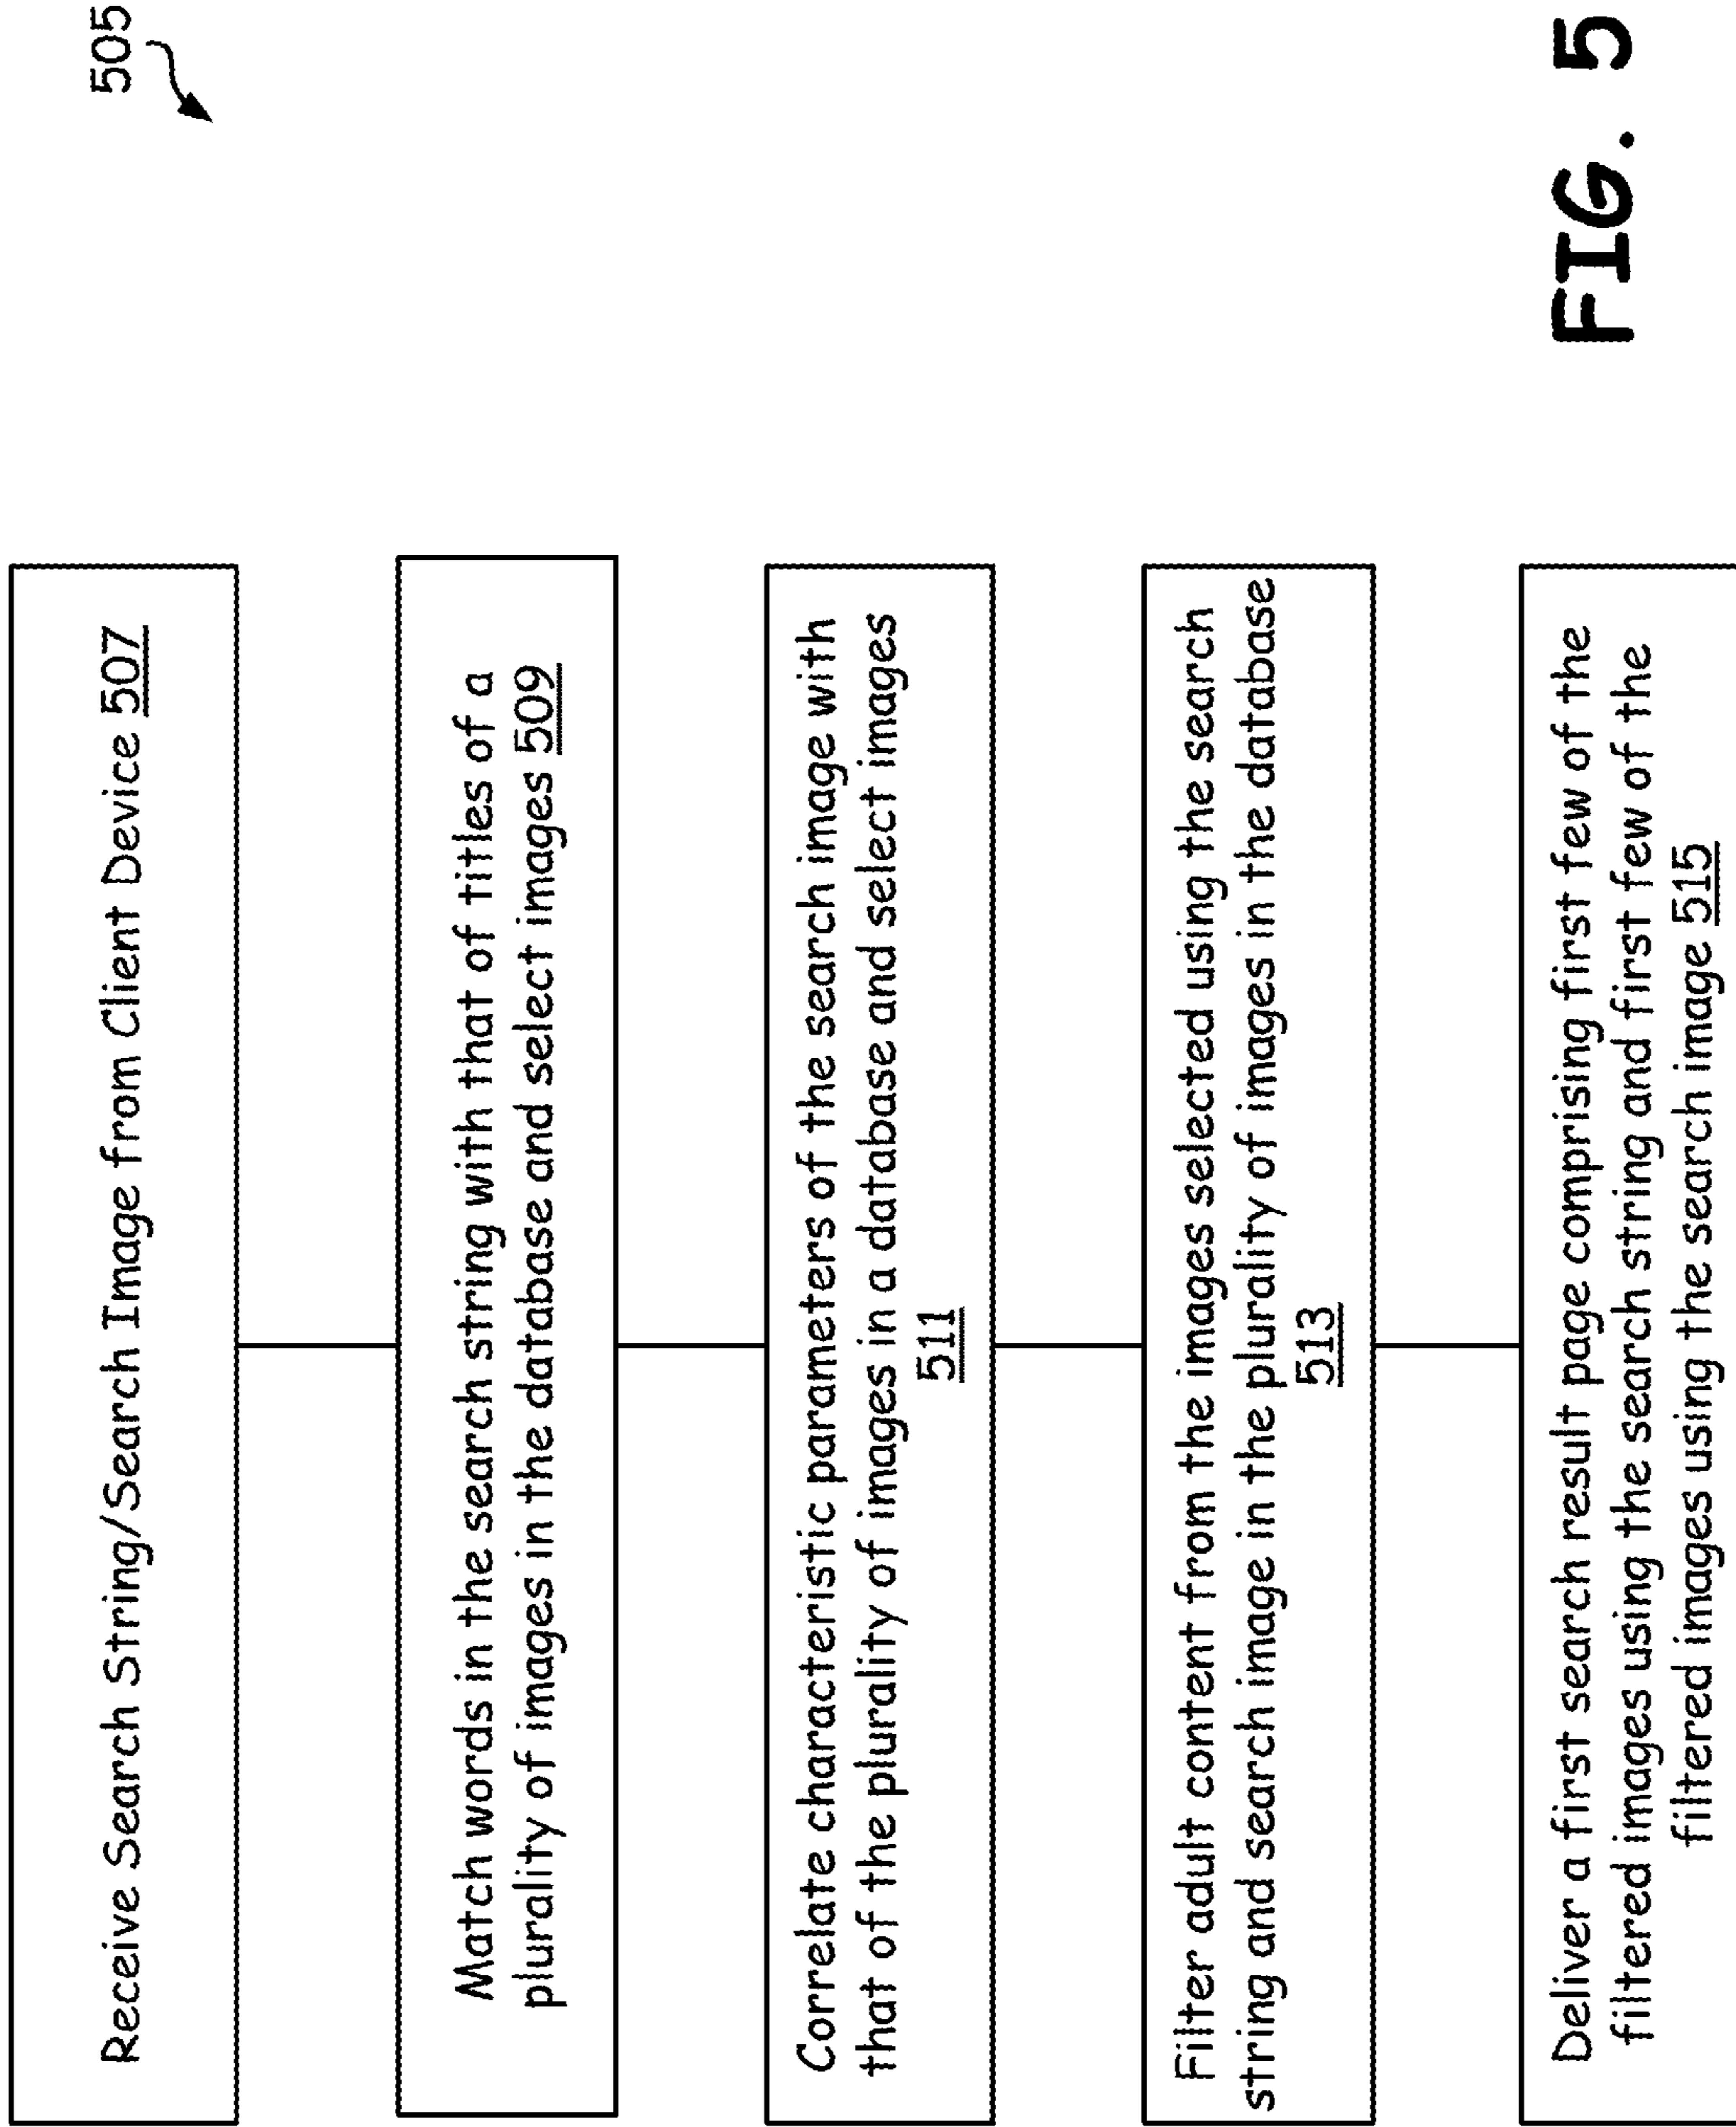 505
Receive Search String/Search Image from Client Device 507
Match words in the search string with that of titles of a
plurality of images in the database and select images 509
Correlate characteristic parameters of the search image with
that of the plurality of images in a database and select images
511
Filter adult content from the images selected using the search
string and search image in the plurality of images in the database
513
Deliver a first search result page comprising first few of the
filtered images using the search string and first few of the
filtered images using the search image 515
FIG. 5